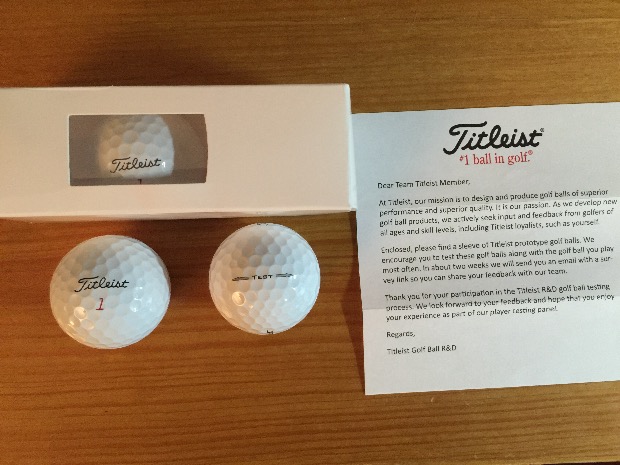 Titleist
Titleist
1
TEST
Titleist®
#1 ball in golf.®
Dear Team Titleist Member,
At Titleist, our mission is to design and produce golf balls of superior
performance and superior quality. It is our passion. As we develop new
golf ball products, we actively seek input and feedback from golfers of
all ages and skill levels, including Titleist loyalists, such as yourself.
Enclosed, please find a sleeve of Titleist prototype golf balls. We
encourage you to test these golf balls along with the golf ball you play
most often. In about two weeks we will send you an email with a sur-
vey link so you can share your feedback with our team.
Thank you for your participation in the Titleist R&D golf ball testing
process. We look forward to your feedback and hope that you enjoy
your experience as part of our player testing panel.
Regards,
Titleist Golf Ball R&D